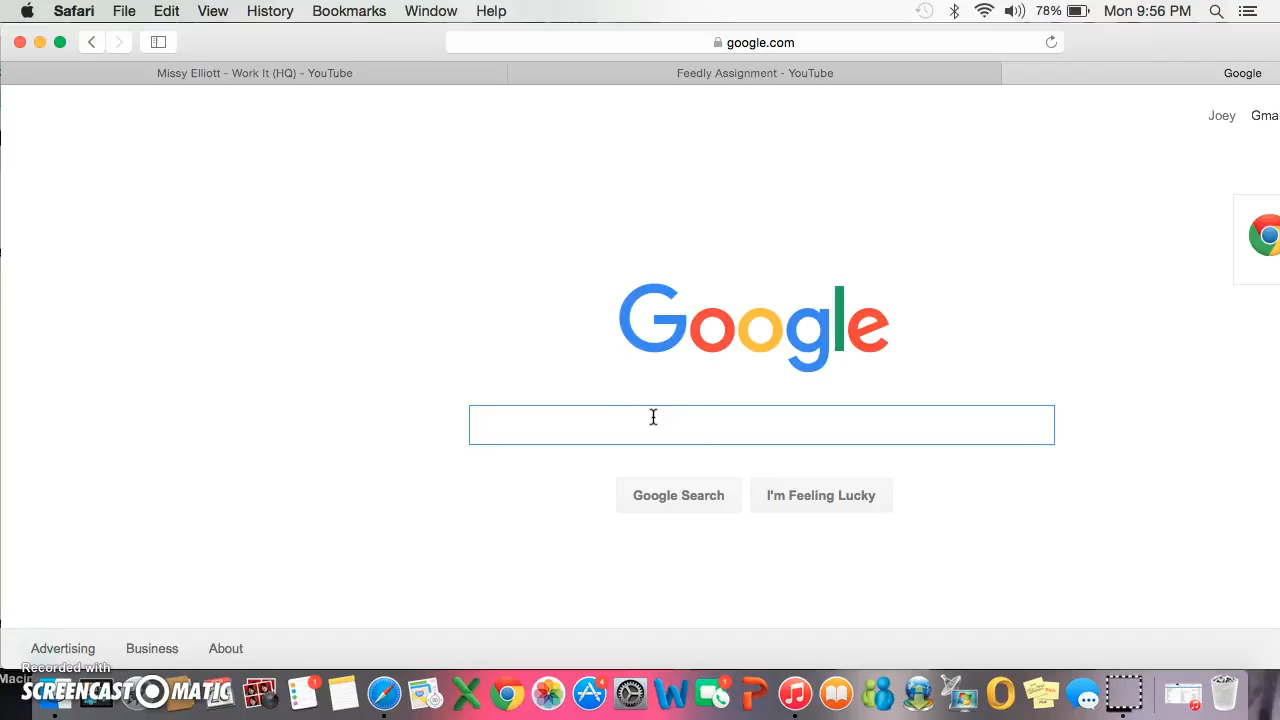 Safari File Edit View History Bookmarks Window Help 78% Mon 9:56 PM
google.com
Missy Elliott - Work It (HQ) - YouTube Feedly Assignment - YouTube Google
Joey Gma
Google
Google Search I'm Feeling Lucky
Advertising Business About
Recorded with
SCREENCAST MATIC